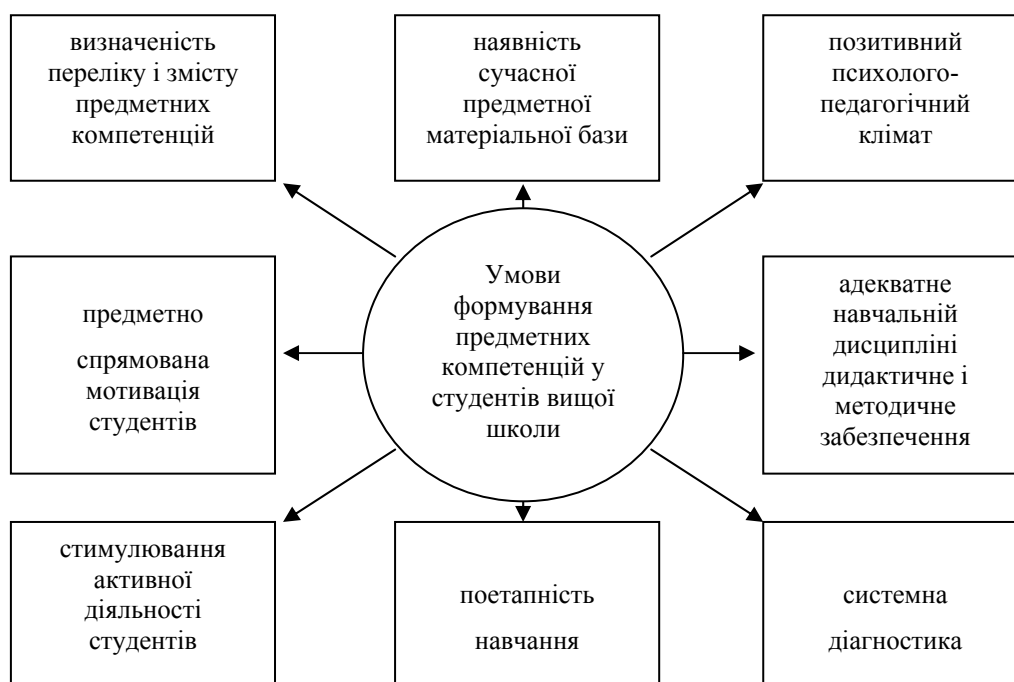 визначеність
переліку і змісту
предметних
компетенцій
наявність
сучасної
предметної
матеріальної бази
позитивний
психолого-
педагогічний
клімат
предметно
спрямована
мотивація
студентів
Умови
формування
предметних
компетенцій у
студентів вищої
школи
адекватне
навчальній
дисципліні
дидактичне і
методичне
забезпечення
стимулювання
активної
діяльності
студентів
поетапність
навчання
системна
діагностика